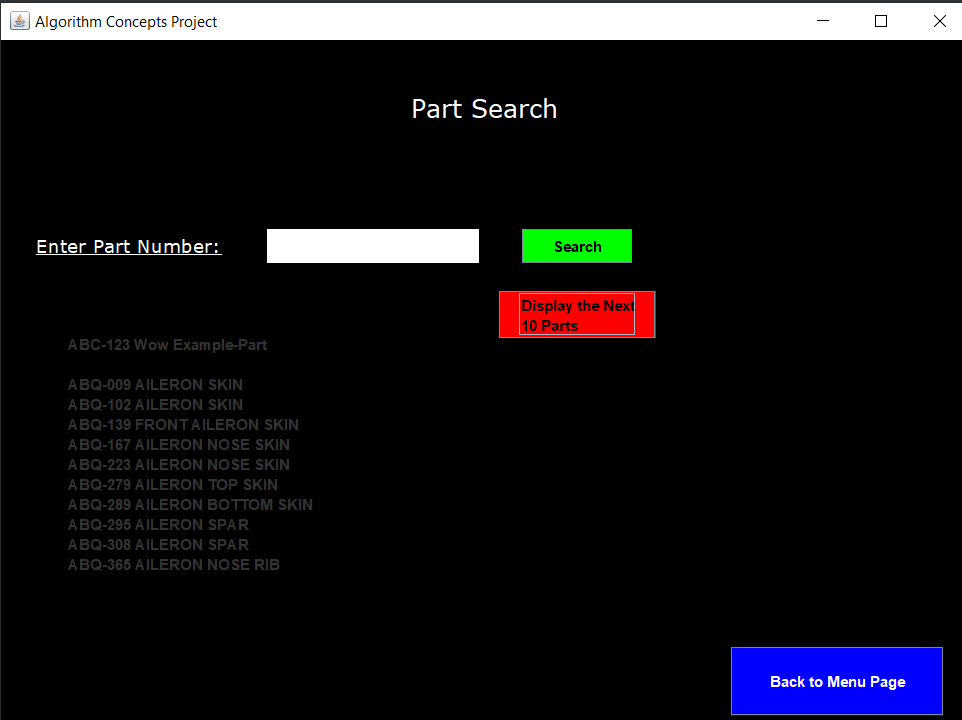 Algorithm Concepts Project
Part Search
Enter Part Number:
Search
Display the Next
10 Parts
ABC-123 Wow Example-Part
ABQ-009 AILERON SKIN
ABQ-102 AILERON SKIN
ABQ-139 FRONT AILERON SKIN
ABQ-167 AILERON NOSE SKIN
ABQ-223 AILERON NOSE SKIN
ABQ-279 AILERON TOP SKIN
ABQ-289 AILERON BOTTOM SKIN
ABQ-295 AILERON SPAR
ABQ-308 AILERON SPAR
ABQ-365 AILERON NOSE RIB
Back to Menu Page